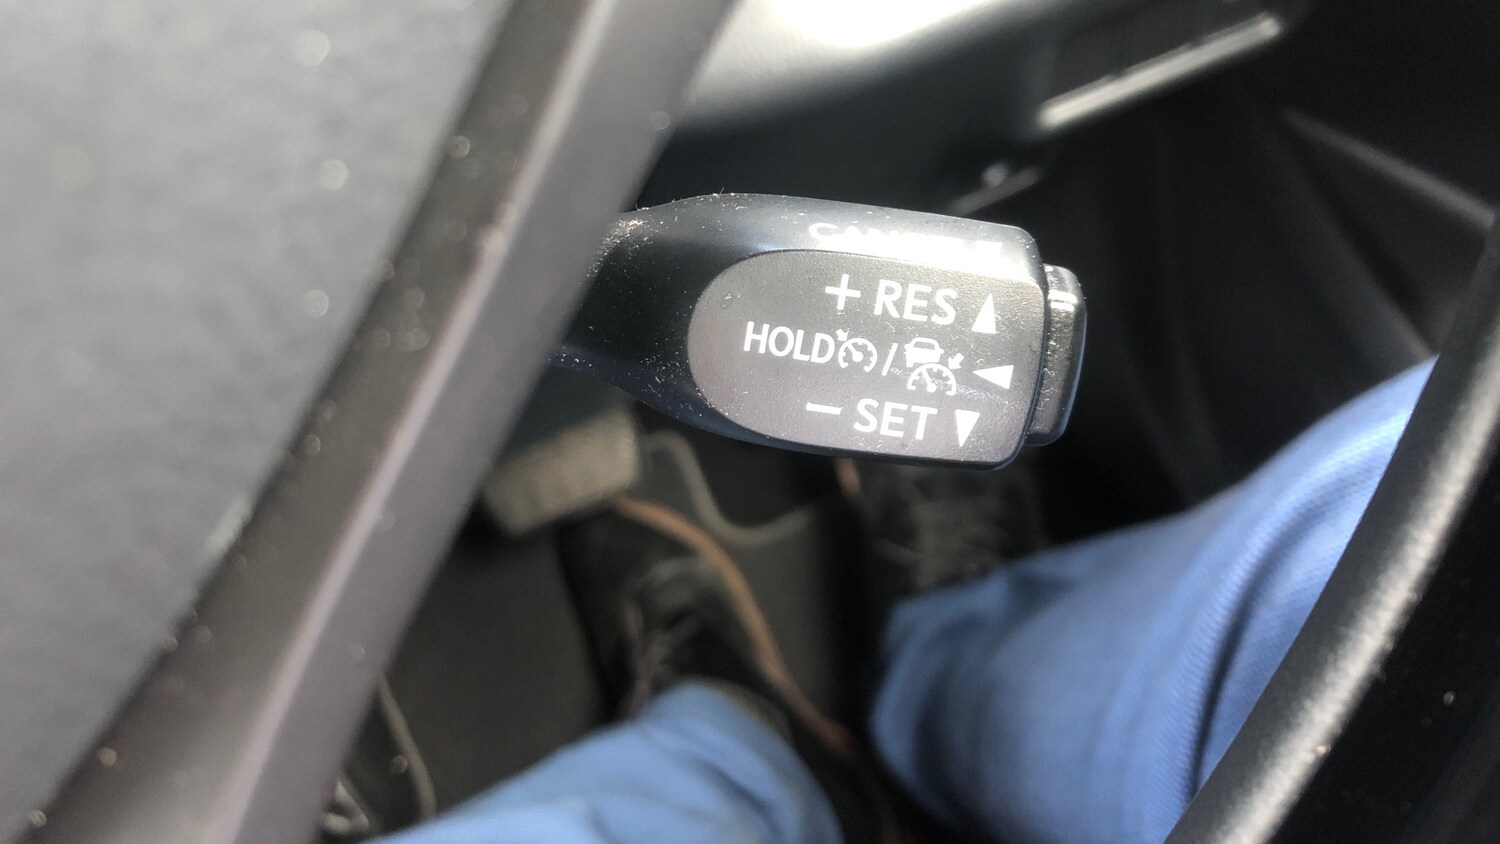 + RES ▲
HOLD / ◀
− SET ▼